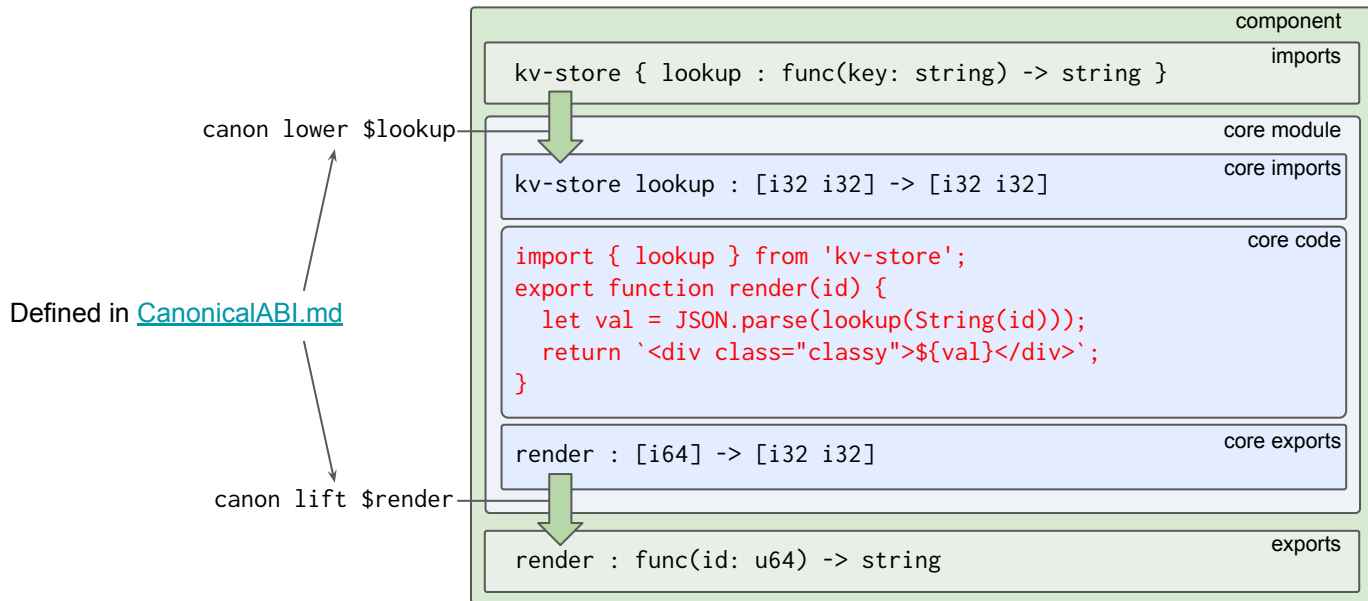 component
imports
kv-store { lookup : func(key: string) -> string }
canon lower $lookup
core module
core imports
kv-store lookup : [i32 i32] -> [i32 i32]
core code
import { lookup } from 'kv-store';
export function render(id) {
  let val = JSON.parse(lookup(String(id)));
  return `<div class="classy">${val}</div>`;
}
Defined in CanonicalABI.md
core exports
render : [i64] -> [i32 i32]
canon lift $render
exports
render : func(id: u64) -> string